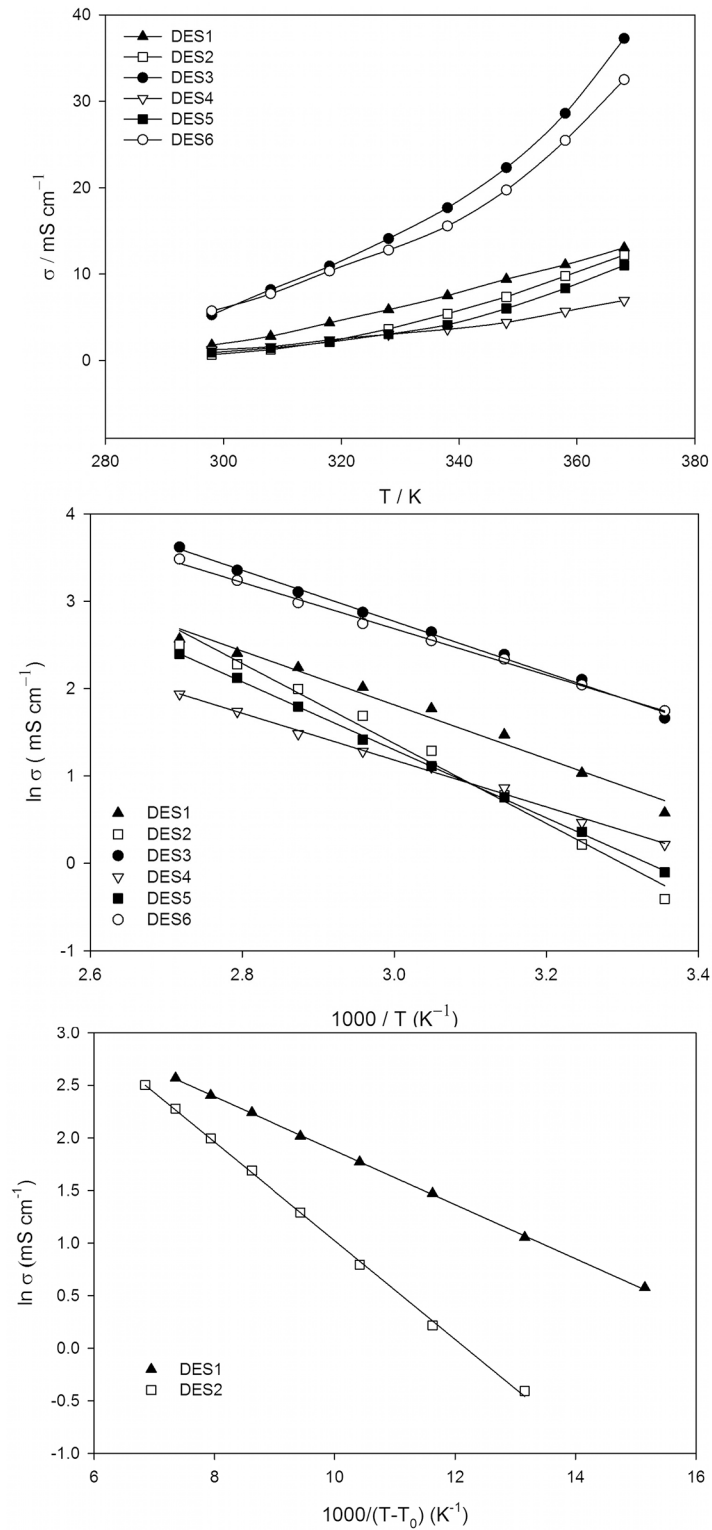 40
30
20
10
0
σ / mS cm⁻¹
DES1
DES2
DES3
DES4
DES5
DES6
280 300 320 340 360 380
T / K
4
3
2
1
0
-1
ln σ ( mS cm⁻¹)
DES1
DES2
DES3
DES4
DES5
DES6
2.6 2.8 3.0 3.2 3.4
1000 / T (K⁻¹)
3.0
2.5
2.0
1.5
1.0
0.5
0.0
-0.5
-1.0
ln σ (mS cm⁻¹)
DES1
DES2
6 8 10 12 14 16
1000/(T-T₀) (K⁻¹)